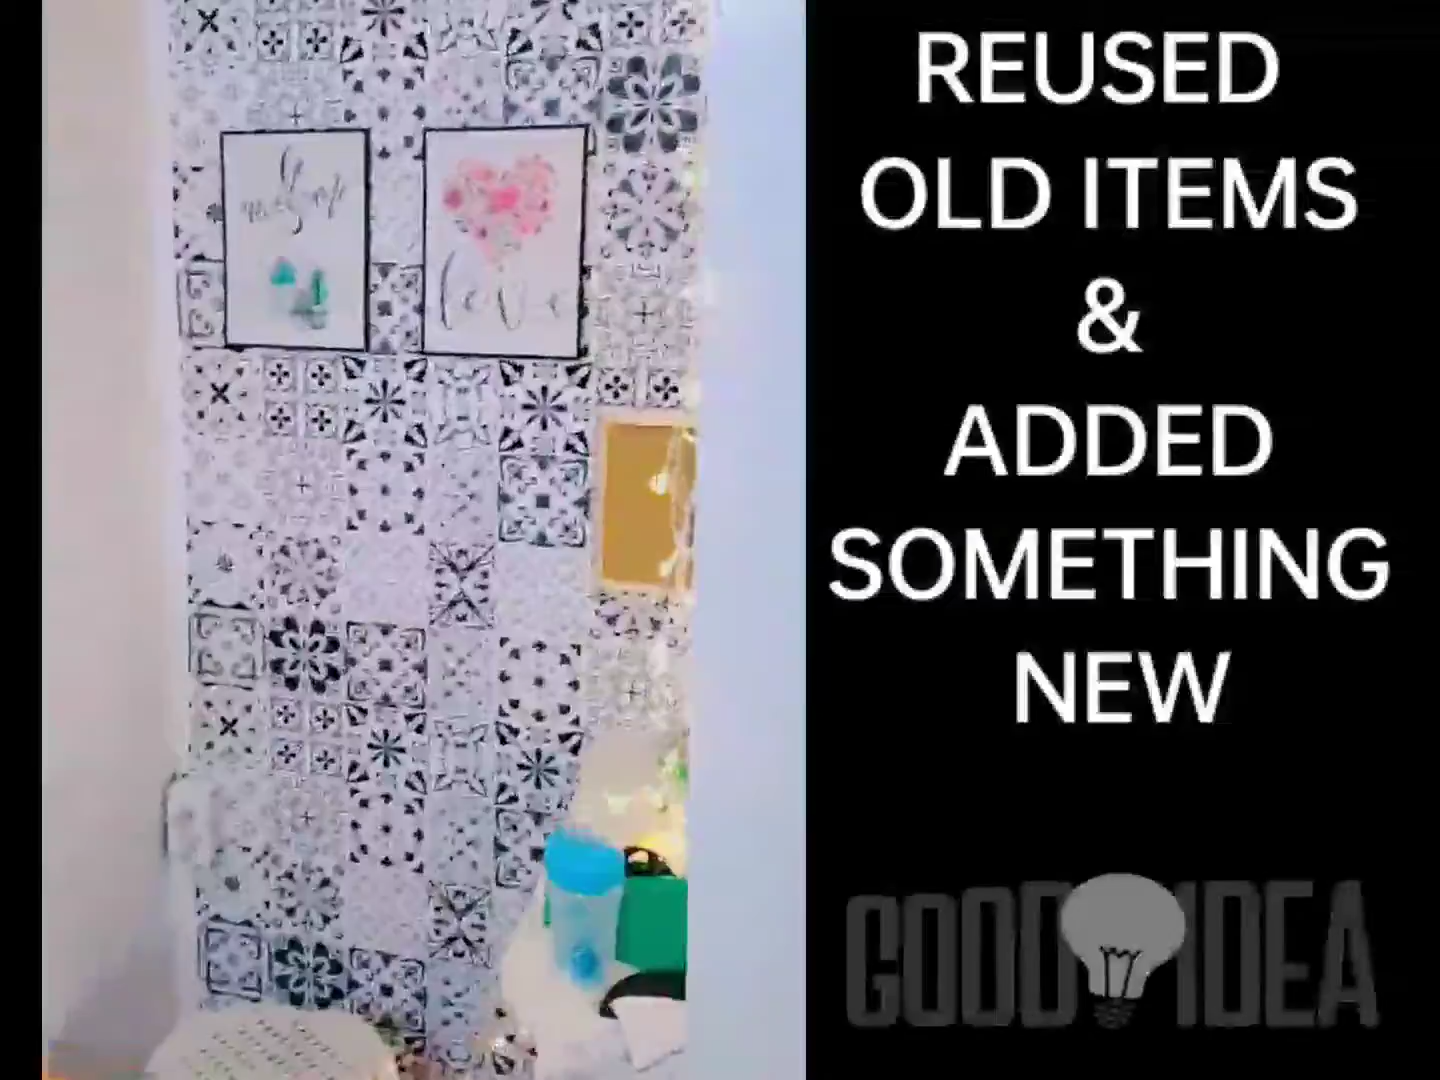 REUSED
OLD ITEMS
&
ADDED
SOMETHING
NEW
love
GOOD IDEA